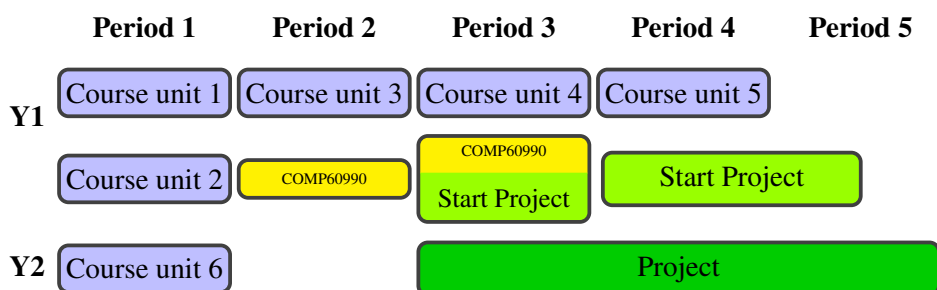 Period 1 Period 2 Period 3 Period 4 Period 5
Y1
Course unit 1 Course unit 3 Course unit 4 Course unit 5
COMP60990
Course unit 2 COMP60990 Start Project Start Project
Y2 Course unit 6 Project